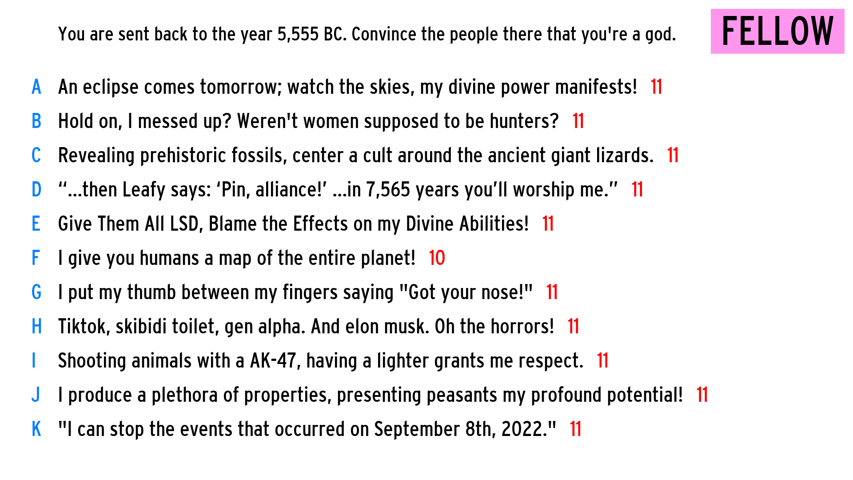 You are sent back to the year 5,555 BC. Convince the people there that you're a god.
FELLOW
A An eclipse comes tomorrow; watch the skies, my divine power manifests! 11
B Hold on, I messed up? Weren't women supposed to be hunters? 11
C Revealing prehistoric fossils, center a cult around the ancient giant lizards. 11
D “...then Leafy says: ‘Pin, alliance!’ ...in 7,565 years you’ll worship me.” 11
E Give Them All LSD, Blame the Effects on my Divine Abilities! 11
F I give you humans a map of the entire planet! 10
G I put my thumb between my fingers saying "Got your nose!" 11
H Tiktok, skibidi toilet, gen alpha. And elon musk. Oh the horrors! 11
I Shooting animals with a AK-47, having a lighter grants me respect. 11
J I produce a plethora of properties, presenting peasants my profound potential! 11
K "I can stop the events that occurred on September 8th, 2022." 11